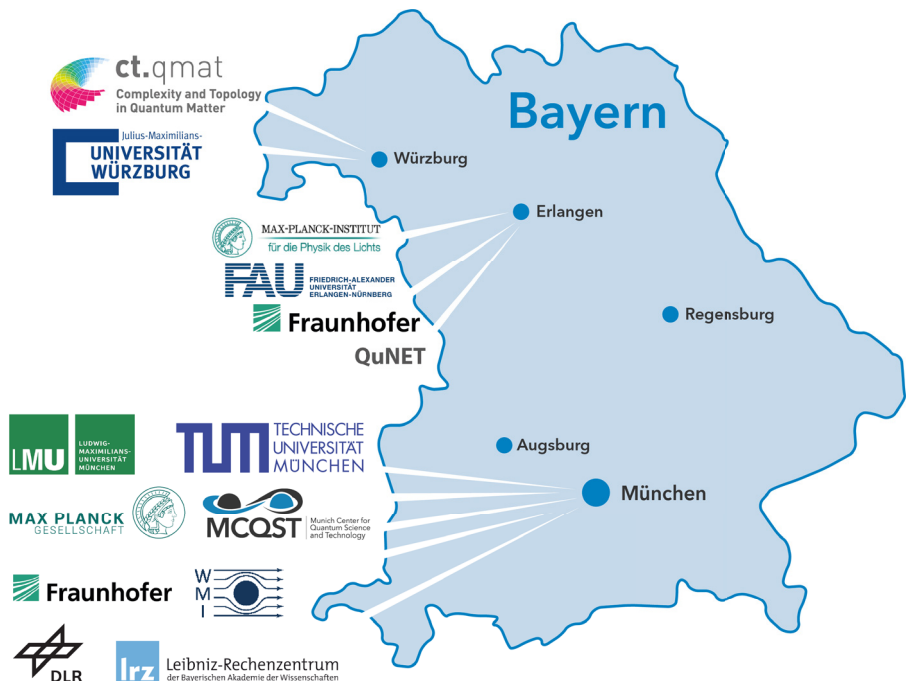 ct.qmat
Complexity and Topology
in Quantum Matter
Julius-Maximilians-
UNIVERSITÄT
WÜRZBURG
Bayern
Würzburg
Erlangen
MAX-PLANCK-INSTITUT
für die Physik des Lichts
FAU
FRIEDRICH-ALEXANDER
UNIVERSITÄT
ERLANGEN-NÜRNBERG
Fraunhofer
QuNET
Regensburg
LMU
LUDWIG-
MAXIMILIANS-
UNIVERSITÄT
MÜNCHEN
TUM
TECHNISCHE
UNIVERSITÄT
MÜNCHEN
Augsburg
München
MAX PLANCK
GESELLSCHAFT
MCQST
Munich Center for
Quantum Science
and Technology
Fraunhofer
W
M
I
DLR
lrz
Leibniz-Rechenzentrum
der Bayerischen Akademie der Wissenschaften